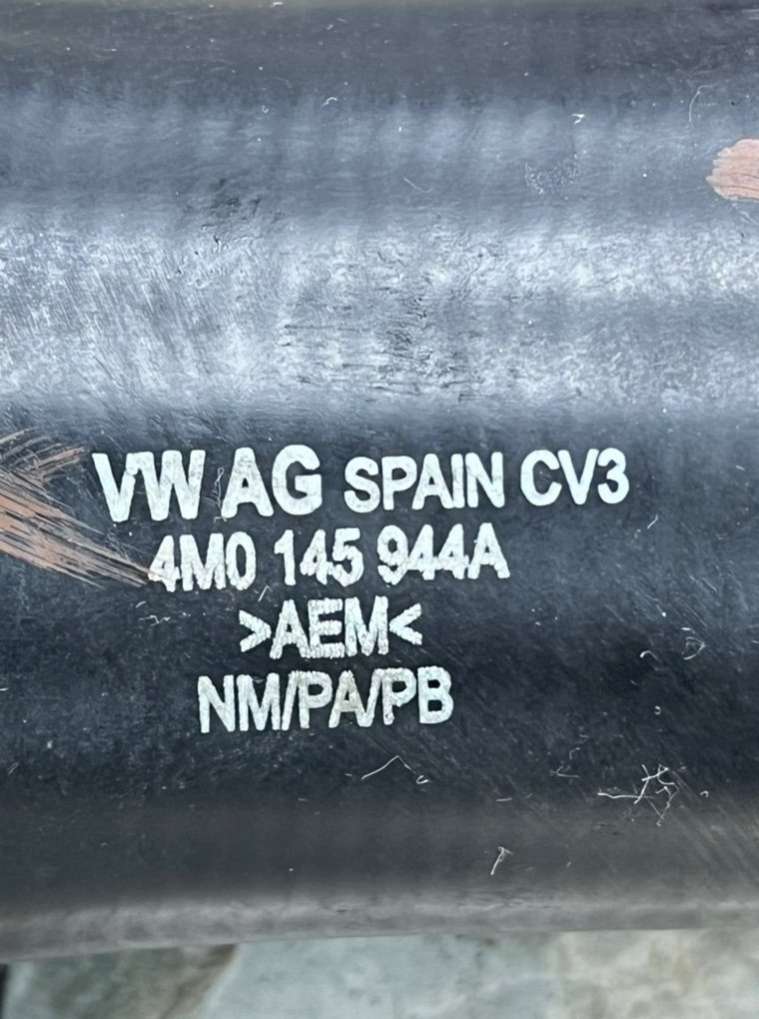 VW AG SPAIN CV3
4M0 145 944A
>AEM<
NM/PA/PB